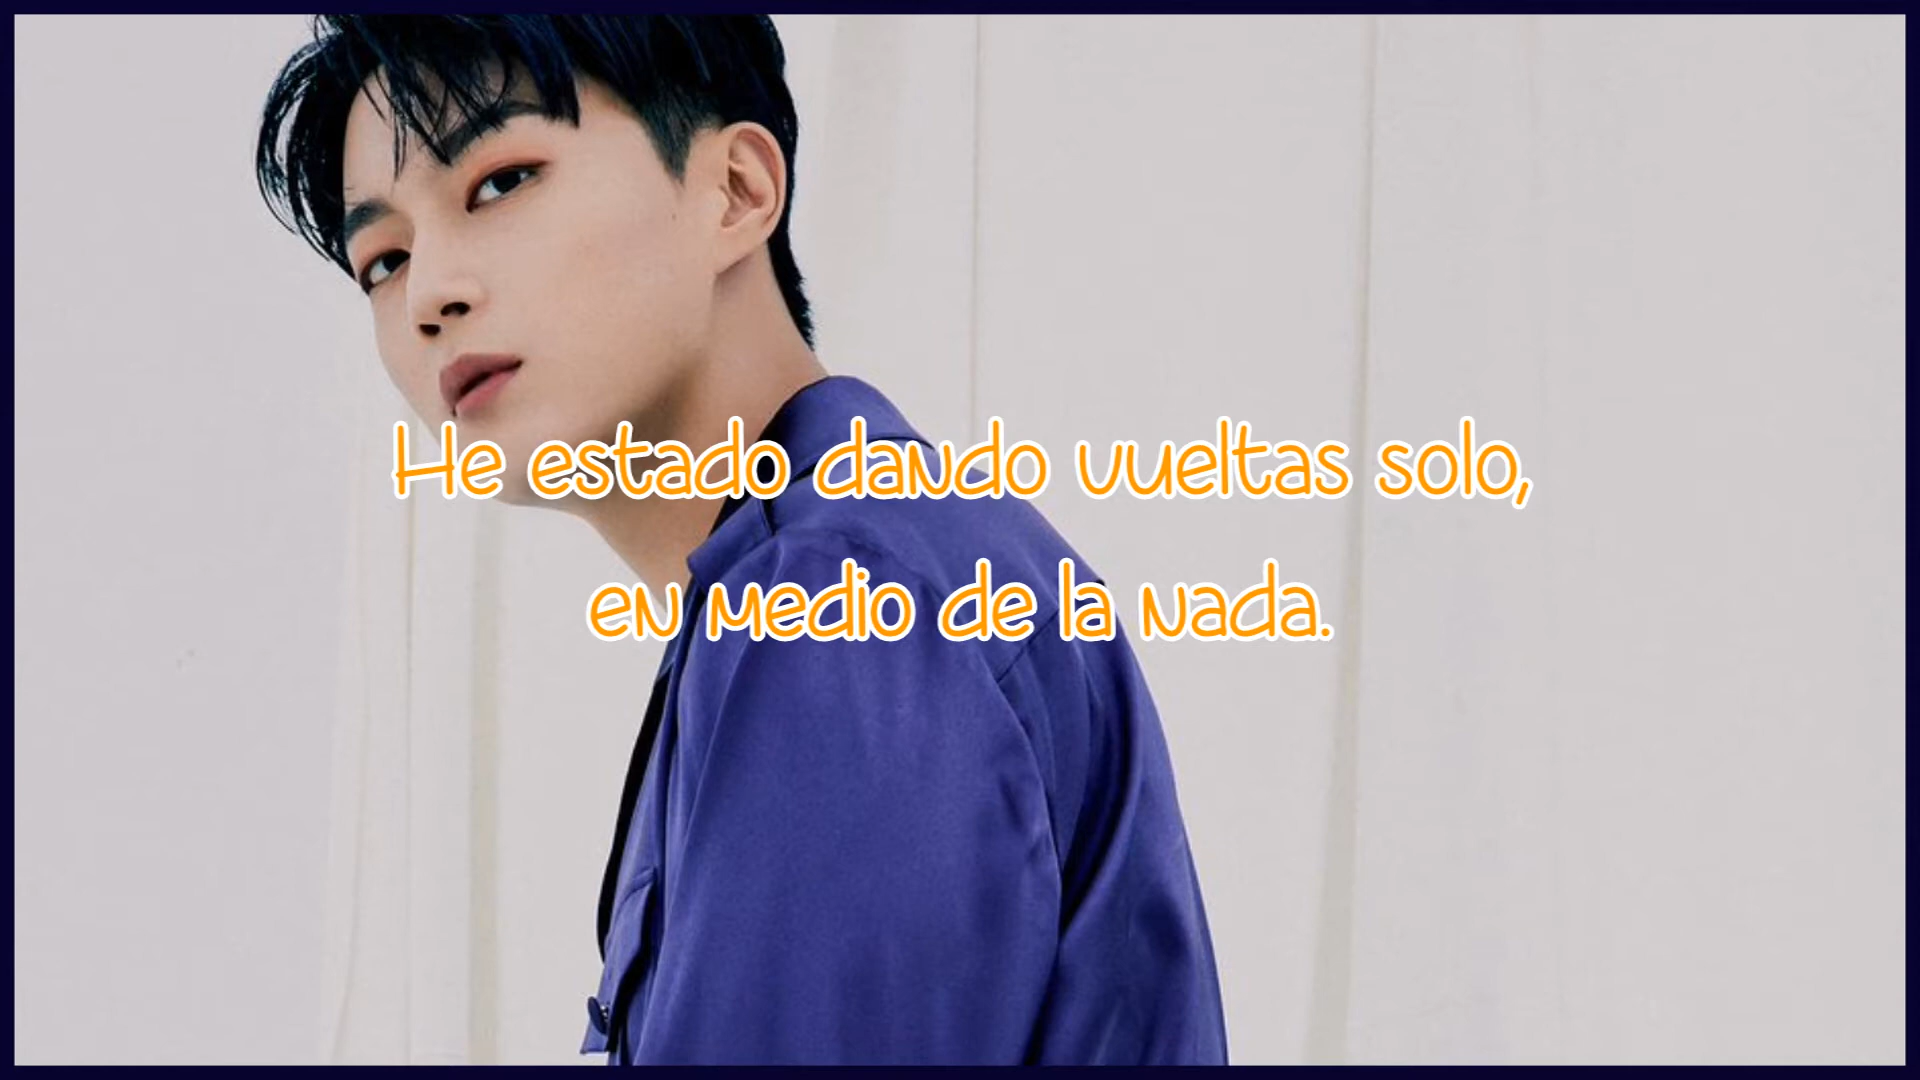 He estado dando vueltas solo,
en medio de la nada.